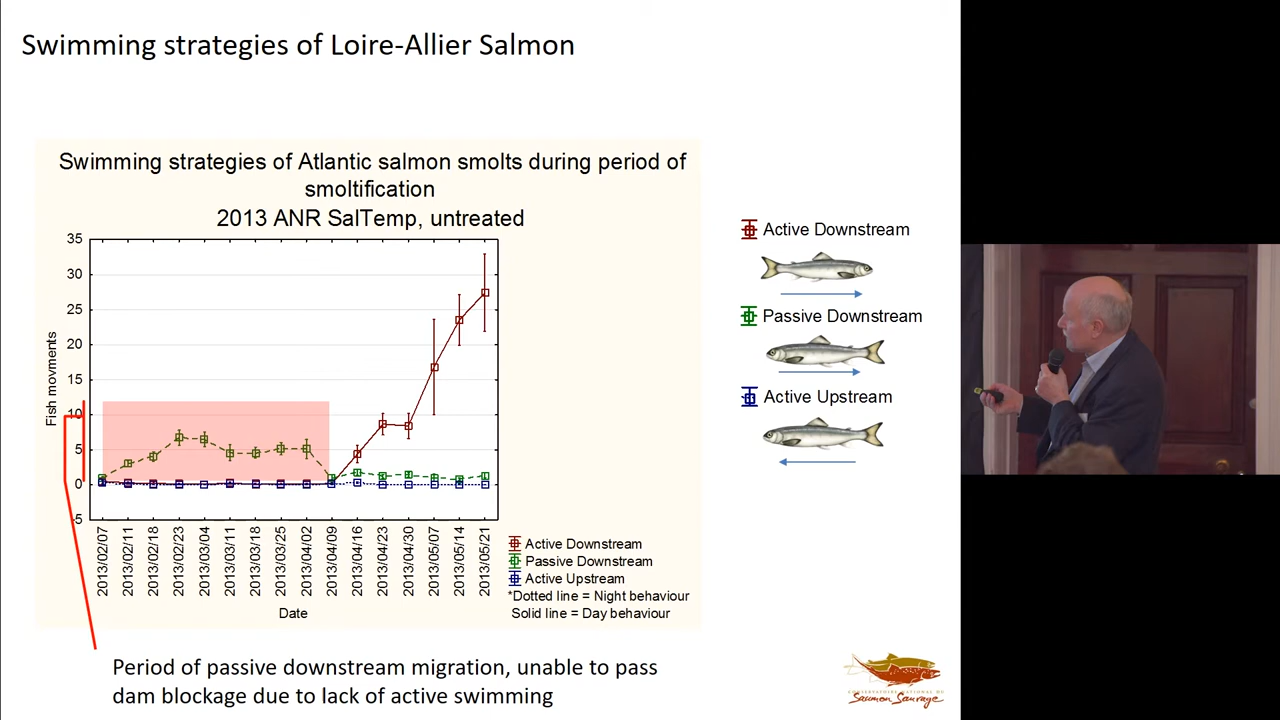 Swimming strategies of Loire-Allier Salmon
Swimming strategies of Atlantic salmon smolts during period of
smoltification
2013 ANR SalTemp, untreated
35
30
25
20
15
10
5
0
-5
Fish movments
2013/02/07
2013/02/11
2013/02/18
2013/02/23
2013/03/04
2013/03/11
2013/03/18
2013/03/25
2013/04/02
2013/04/09
2013/04/16
2013/04/23
2013/04/30
2013/05/07
2013/05/14
2013/05/21
Date
Active Downstream
Passive Downstream
Active Upstream
*Dotted line = Night behaviour
Solid line = Day behaviour
Active Downstream
Passive Downstream
Active Upstream
Period of passive downstream migration, unable to pass
dam blockage due to lack of active swimming
CONSERVATOIRE NATIONAL DU
Saumon Sauvage